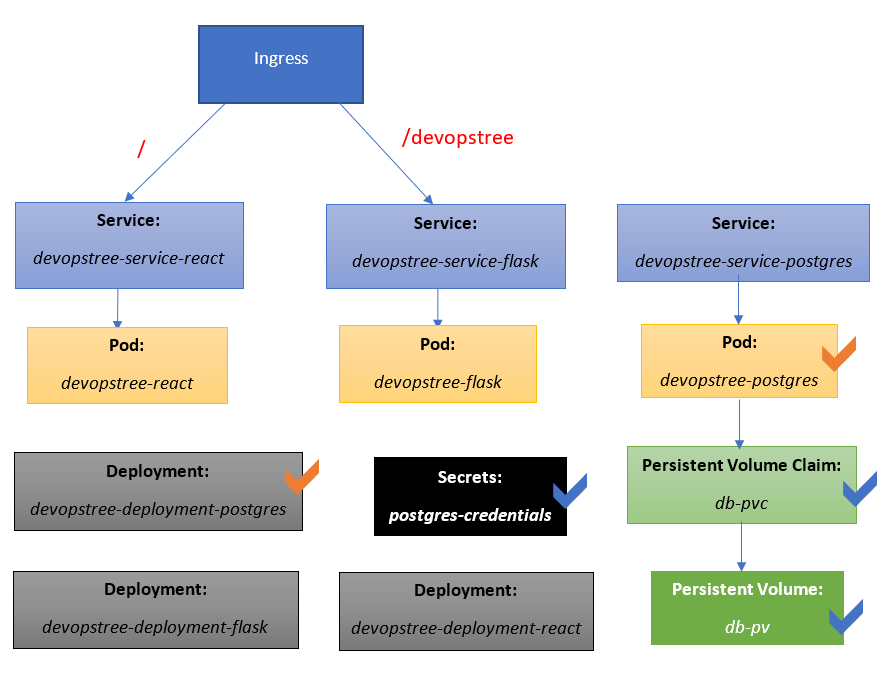 Ingress
/
/devopstree
Service:
devopstree-service-react
Service:
devopstree-service-flask
Service:
devopstree-service-postgres
Pod:
devopstree-react
Pod:
devopstree-flask
Pod:
devopstree-postgres
Deployment:
devopstree-deployment-postgres
Secrets:
postgres-credentials
Persistent Volume Claim:
db-pvc
Deployment:
devopstree-deployment-flask
Deployment:
devopstree-deployment-react
Persistent Volume:
db-pv